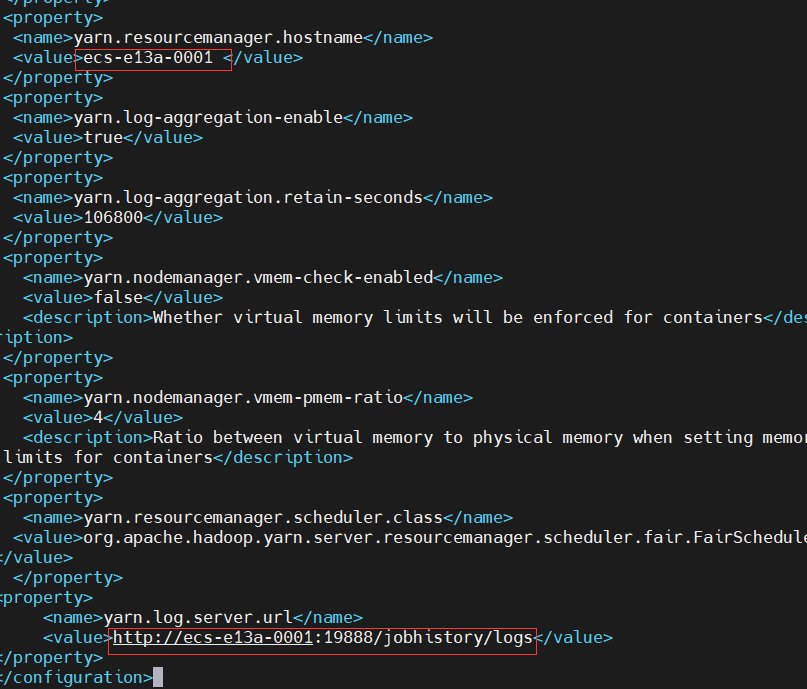 </property>
<property>
<name>yarn.resourcemanager.hostname</name>
<value>ecs-e13a-0001 </value>
</property>
<property>
<name>yarn.log-aggregation-enable</name>
<value>true</value>
</property>
<property>
<name>yarn.log-aggregation.retain-seconds</name>
<value>106800</value>
</property>
<property>
<name>yarn.nodemanager.vmem-check-enabled</name>
<value>false</value>
<description>Whether virtual memory limits will be enforced for containers</des
ription>
</property>
<property>
<name>yarn.nodemanager.vmem-pmem-ratio</name>
<value>4</value>
<description>Ratio between virtual memory to physical memory when setting memor
limits for containers</description>
</property>
<property>
<name>yarn.resourcemanager.scheduler.class</name>
<value>org.apache.hadoop.yarn.server.resourcemanager.scheduler.fair.FairSchedule
</value>
</property>
<property>
<name>yarn.log.server.url</name>
<value>http://ecs-e13a-0001:19888/jobhistory/logs</value>
</property>
</configuration>